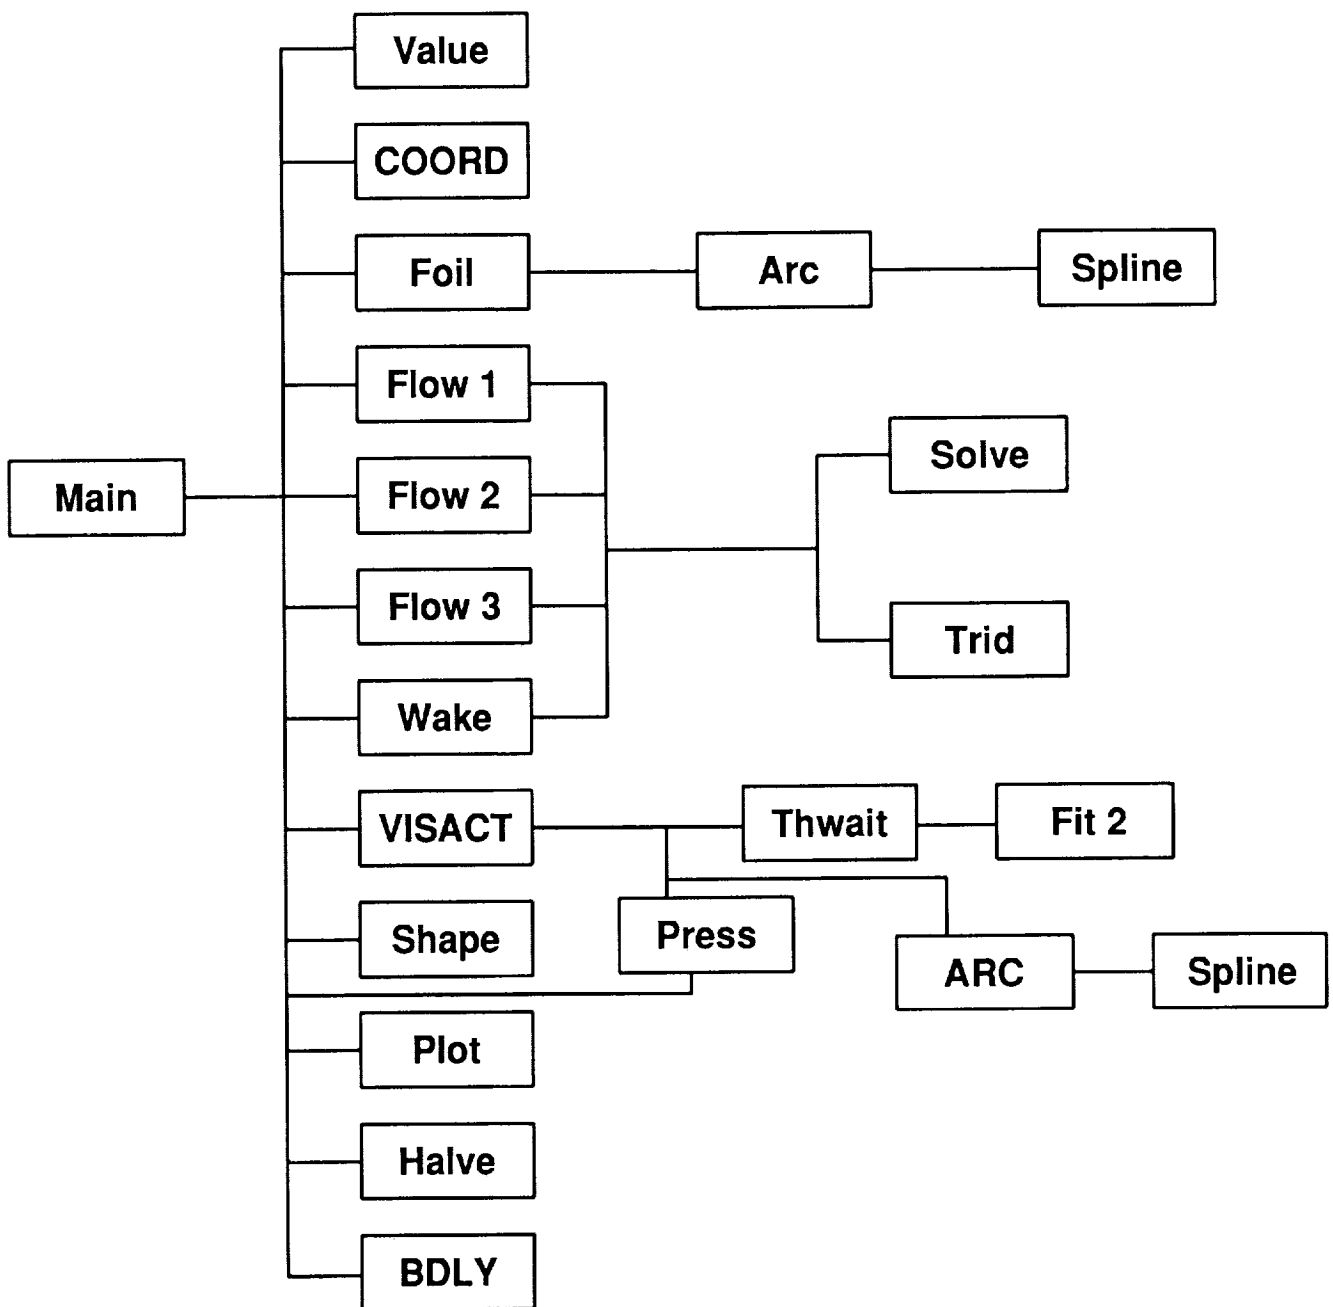 Value
COORD
Foil
Arc
Spline
Flow 1
Solve
Main
Flow 2
Flow 3
Trid
Wake
VISACT
Thwait
Fit 2
Shape
Press
ARC
Spline
Plot
Halve
BDLY